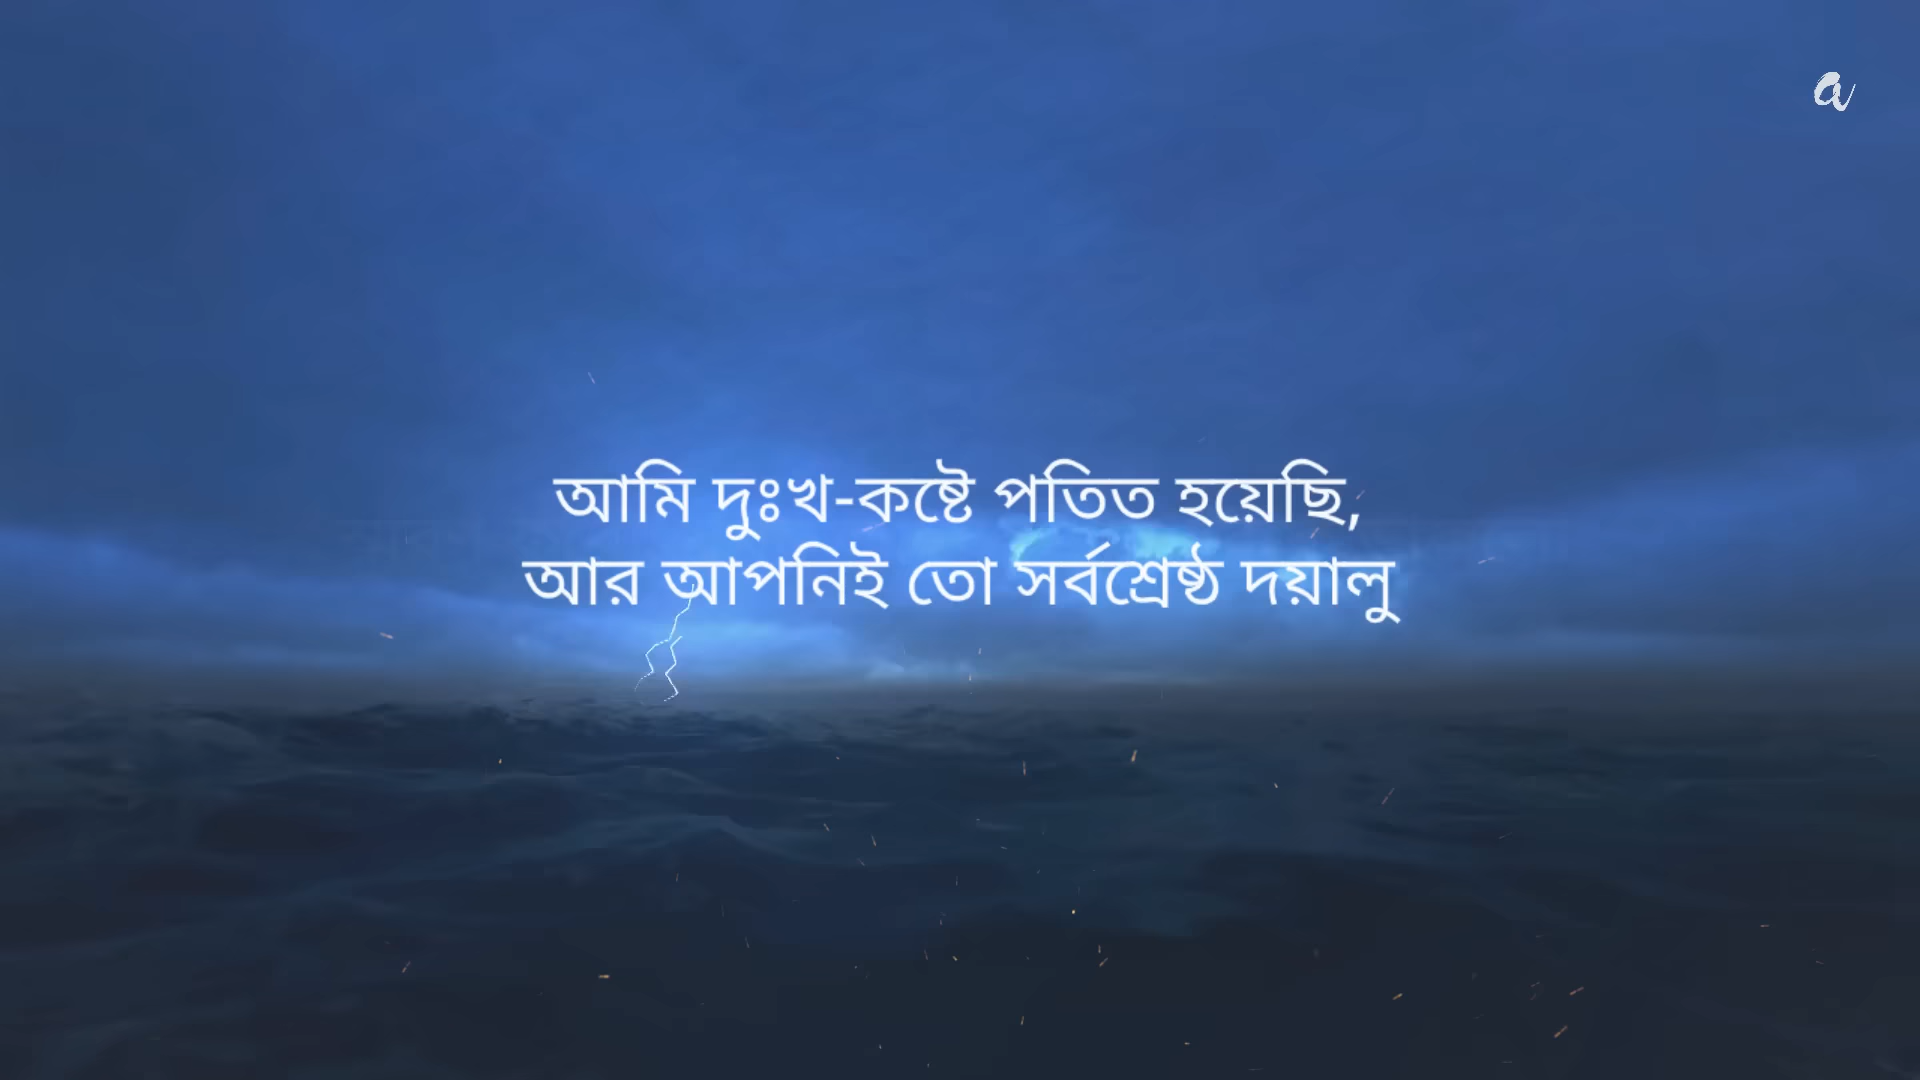 a
আমি দুঃখ-কষ্টে পতিত হয়েছি,
আর আপনিই তো সর্বশ্রেষ্ঠ দয়ালু